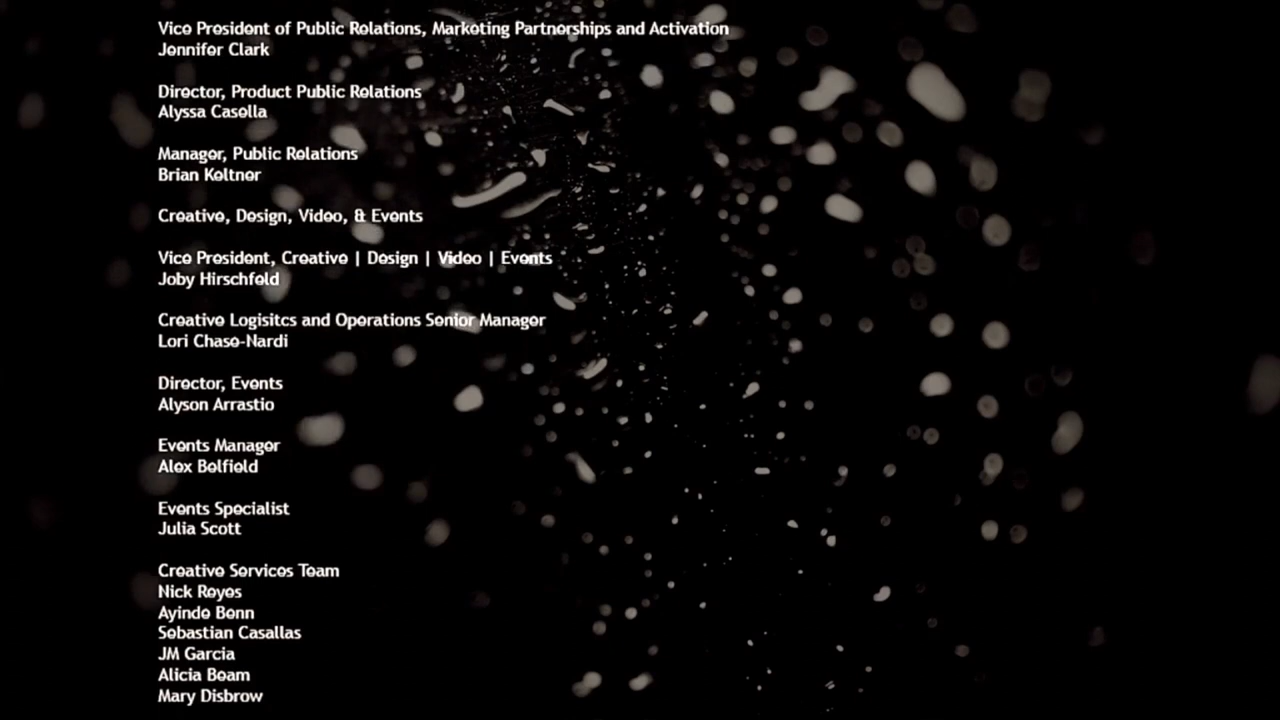 Vice President of Public Relations, Marketing Partnerships and Activation
Jennifer Clark
Director, Product Public Relations
Alyssa Casella
Manager, Public Relations
Brian Keltner
Creative, Design, Video, & Events
Vice President, Creative | Design | Video | Events
Joby Hirschfeld
Creative Logisitcs and Operations Senior Manager
Lori Chase-Nardi
Director, Events
Alyson Arrastio
Events Manager
Alex Belfield
Events Specialist
Julia Scott
Creative Services Team
Nick Reyes
Ayinde Benn
Sebastian Casallas
JM Garcia
Alicia Beam
Mary Disbrow